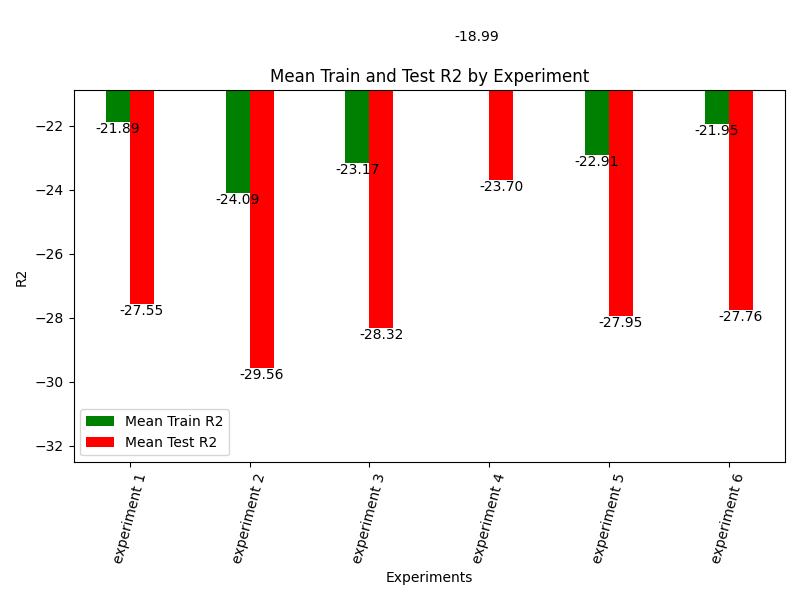 -18.99
Mean Train and Test R2 by Experiment
R2
−22
−24
−26
−28
−30
−32
-21.89
-27.55
-24.09
-29.56
-23.17
-28.32
-23.70
-22.91
-27.95
-21.95
-27.76
Mean Train R2
Mean Test R2
experiment 1
experiment 2
experiment 3
experiment 4
experiment 5
experiment 6
Experiments